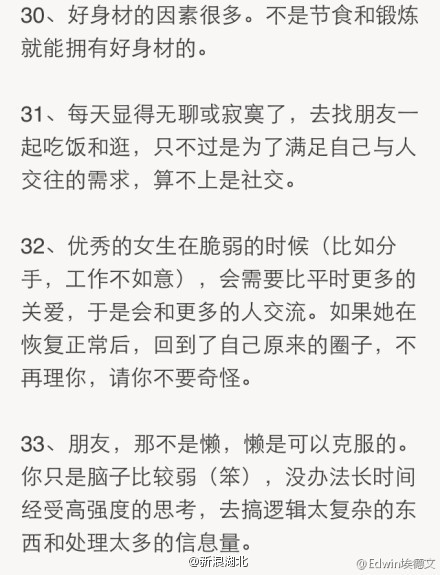 30、好身材的因素很多。不是节食和锻炼
就能拥有好身材的。
31、每天显得无聊或寂寞了，去找朋友一
起吃饭和逛，只不过是为了满足自己与人
交往的需求，算不上是社交。
32、优秀的女生在脆弱的时候（比如分
手，工作不如意），会需要比平时更多的
关爱，于是会和更多的人交流。如果她在
恢复正常后，回到了自己原来的圈子，不
再理你，请你不要奇怪。
33、朋友，那不是懒，懒是可以克服的。
你只是脑子比较弱（笨），没办法长时间
经受高强度的思考，去搞逻辑太复杂的东
西和处理太多的信息量。
@新浪湖北
@Edwin埃德文